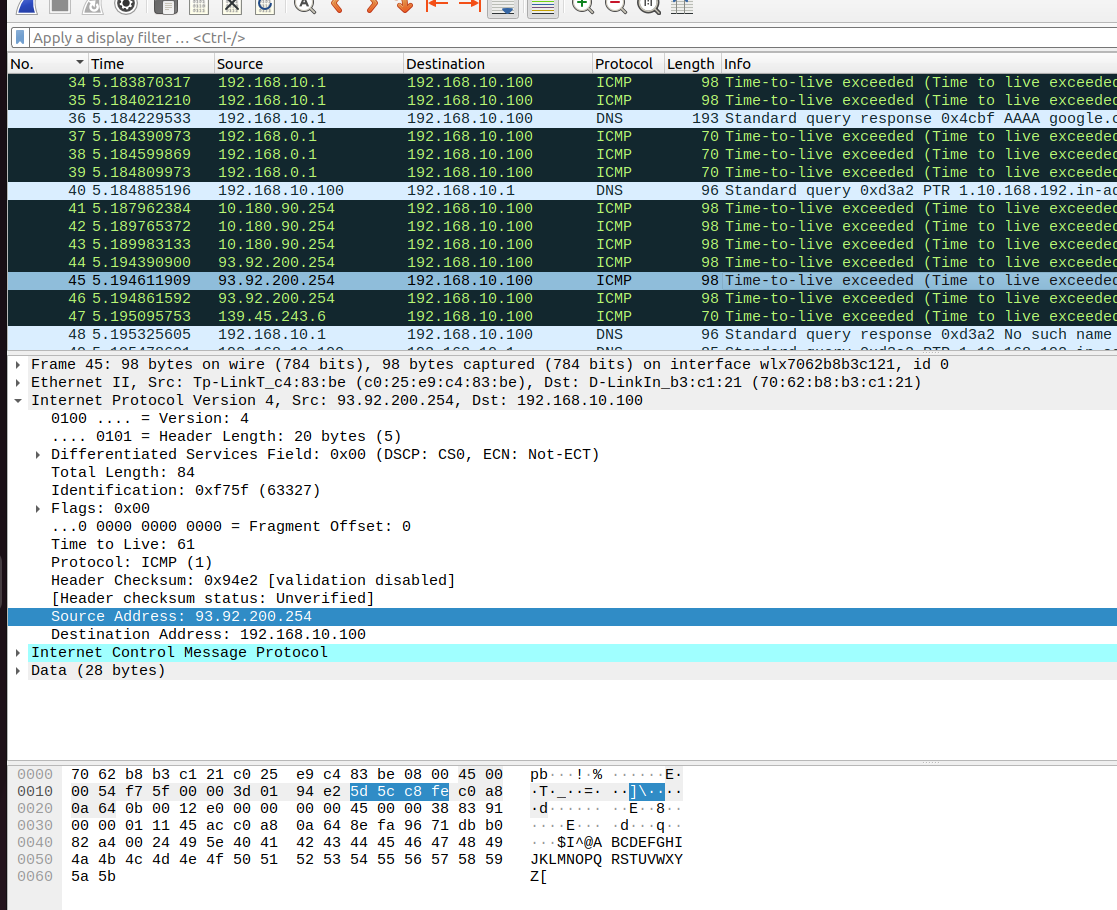 Apply a display filter … <Ctrl-/>
No. Time Source Destination Protocol Length Info
34 5.183870317 192.168.10.1 192.168.10.100 ICMP 98 Time-to-live exceeded (Time to live exceeded
35 5.184021210 192.168.10.1 192.168.10.100 ICMP 98 Time-to-live exceeded (Time to live exceeded
36 5.184229533 192.168.10.1 192.168.10.100 DNS 193 Standard query response 0x4cbf AAAA google.c
37 5.184390973 192.168.0.1 192.168.10.100 ICMP 70 Time-to-live exceeded (Time to live exceeded
38 5.184599869 192.168.0.1 192.168.10.100 ICMP 70 Time-to-live exceeded (Time to live exceeded
39 5.184809973 192.168.0.1 192.168.10.100 ICMP 70 Time-to-live exceeded (Time to live exceeded
40 5.184885196 192.168.10.100 192.168.10.1 DNS 96 Standard query 0xd3a2 PTR 1.10.168.192.in-ad
41 5.187962384 10.180.90.254 192.168.10.100 ICMP 98 Time-to-live exceeded (Time to live exceeded
42 5.189765372 10.180.90.254 192.168.10.100 ICMP 98 Time-to-live exceeded (Time to live exceeded
43 5.189983133 10.180.90.254 192.168.10.100 ICMP 98 Time-to-live exceeded (Time to live exceeded
44 5.194390900 93.92.200.254 192.168.10.100 ICMP 98 Time-to-live exceeded (Time to live exceeded
45 5.194611909 93.92.200.254 192.168.10.100 ICMP 98 Time-to-live exceeded (Time to live exceeded
46 5.194861592 93.92.200.254 192.168.10.100 ICMP 98 Time-to-live exceeded (Time to live exceeded
47 5.195095753 139.45.243.6 192.168.10.100 ICMP 70 Time-to-live exceeded (Time to live exceeded
48 5.195325605 192.168.10.1 192.168.10.100 DNS 96 Standard query response 0xd3a2 No such name
Frame 45: 98 bytes on wire (784 bits), 98 bytes captured (784 bits) on interface wlx7062b8b3c121, id 0
Ethernet II, Src: Tp-LinkT_c4:83:be (c0:25:e9:c4:83:be), Dst: D-LinkIn_b3:c1:21 (70:62:b8:b3:c1:21)
Internet Protocol Version 4, Src: 93.92.200.254, Dst: 192.168.10.100
0100 .... = Version: 4
.... 0101 = Header Length: 20 bytes (5)
Differentiated Services Field: 0x00 (DSCP: CS0, ECN: Not-ECT)
Total Length: 84
Identification: 0xf75f (63327)
Flags: 0x00
...0 0000 0000 0000 = Fragment Offset: 0
Time to Live: 61
Protocol: ICMP (1)
Header Checksum: 0x94e2 [validation disabled]
[Header checksum status: Unverified]
Source Address: 93.92.200.254
Destination Address: 192.168.10.100
Internet Control Message Protocol
Data (28 bytes)
0000 70 62 b8 b3 c1 21 c0 25 e9 c4 83 be 08 00 45 00 pb···!·% ······E·
0010 00 54 f7 5f 00 00 3d 01 94 e2 5d 5c c8 fe c0 a8 ·T·_··=· ··]\····
0020 0a 64 0b 00 12 e0 00 00 00 00 45 00 00 38 83 91 ·d······ ··E··8··
0030 00 00 01 11 45 ac c0 a8 0a 64 8e fa 96 71 db b0 ····E··· ·d···q··
0040 82 a4 00 24 49 5e 40 41 42 43 44 45 46 47 48 49 ···$I^@A BCDEFGHI
0050 4a 4b 4c 4d 4e 4f 50 51 52 53 54 55 56 57 58 59 JKLMNOPQ RSTUVWXY
0060 5a 5b Z[